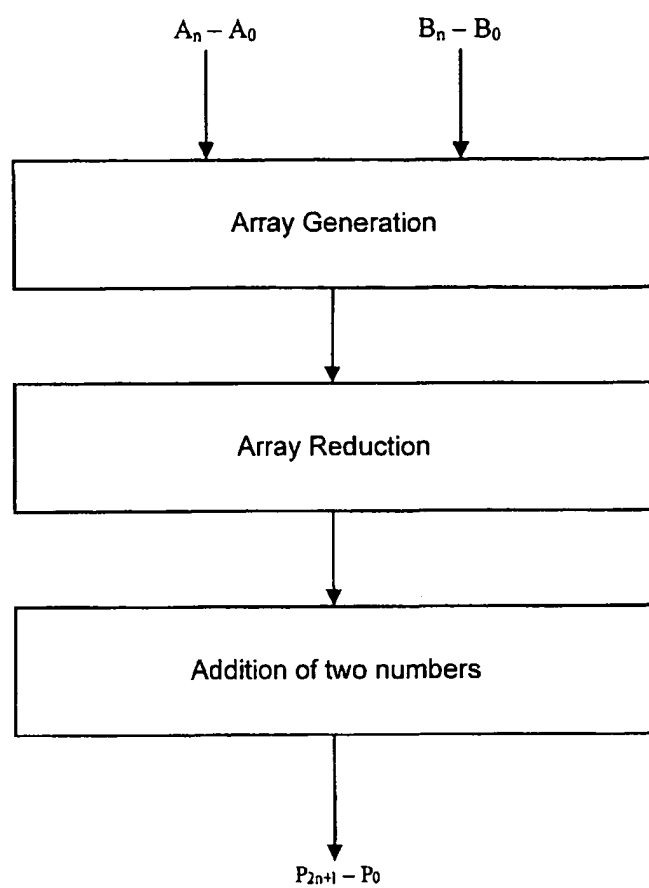 Aₙ – A₀ Bₙ – B₀
Array Generation
Array Reduction
Addition of two numbers
P₂ₙ₊₁ – P₀